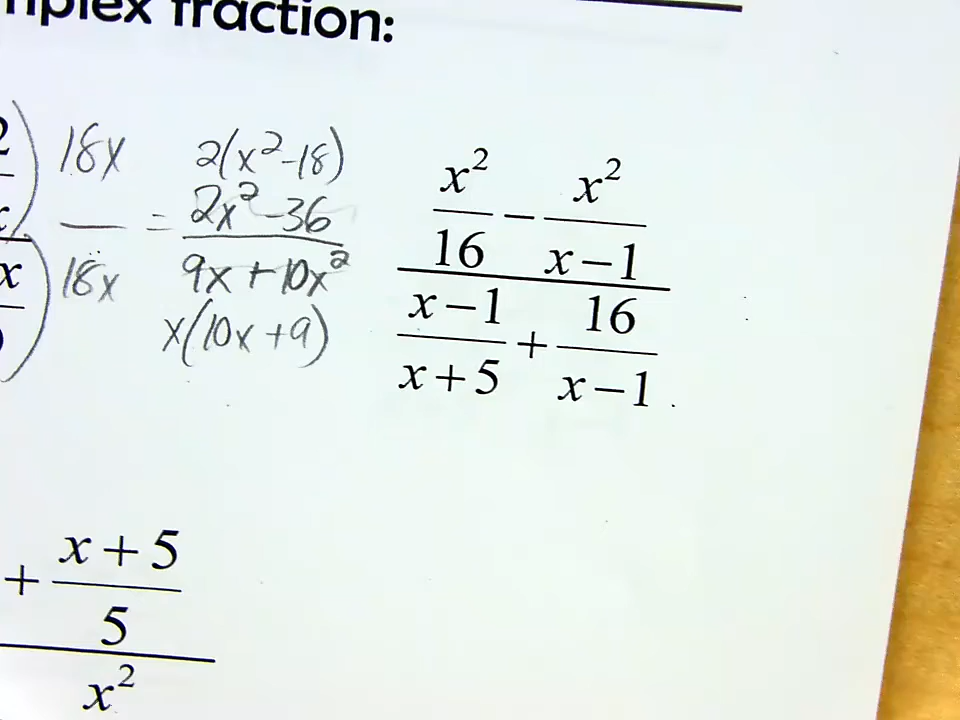 fraction:
18x
—
18x
=
2(x²-18)
2x²-36
9x+10x²
x(10x+9)
x²/16 − x²/(x−1)
(x−1)/(x+5) + 16/(x−1)
+ (x+5)/5
x²